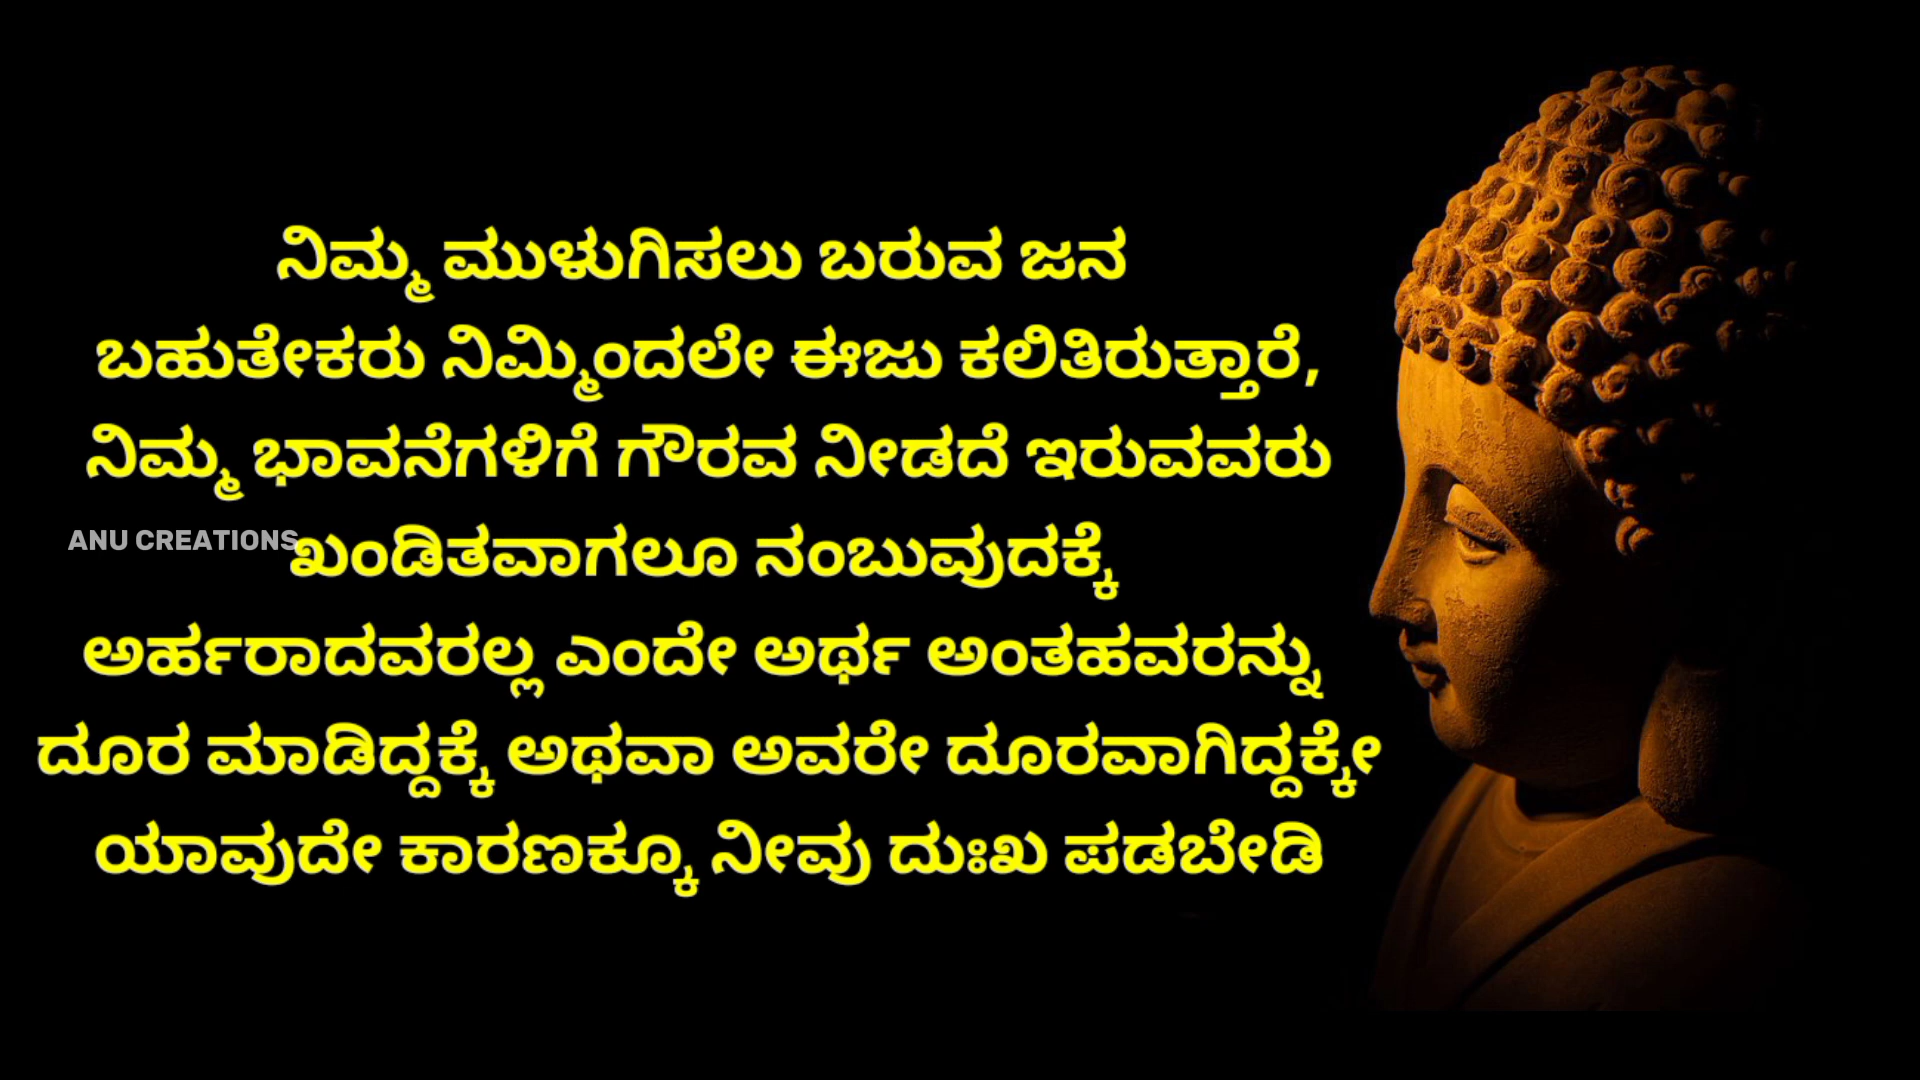 ನಿಮ್ಮ ಮುಳುಗಿಸಲು ಬರುವ ಜನ
ಬಹುತೇಕರು ನಿಮ್ಮಿಂದಲೇ ಈಜು ಕಲಿತಿರುತ್ತಾರೆ,
ನಿಮ್ಮ ಭಾವನೆಗಳಿಗೆ ಗೌರವ ನೀಡದೆ ಇರುವವರು
ANU CREATIONS
ಖಂಡಿತವಾಗಲೂ ನಂಬುವುದಕ್ಕೆ
ಅರ್ಹರಾದವರಲ್ಲ ಎಂದೇ ಅರ್ಥ ಅಂತಹವರನ್ನು
ದೂರ ಮಾಡಿದ್ದಕ್ಕೆ ಅಥವಾ ಅವರೇ ದೂರವಾಗಿದ್ದಕ್ಕೇ
ಯಾವುದೇ ಕಾರಣಕ್ಕೂ ನೀವು ದುಃಖ ಪಡಬೇಡಿ